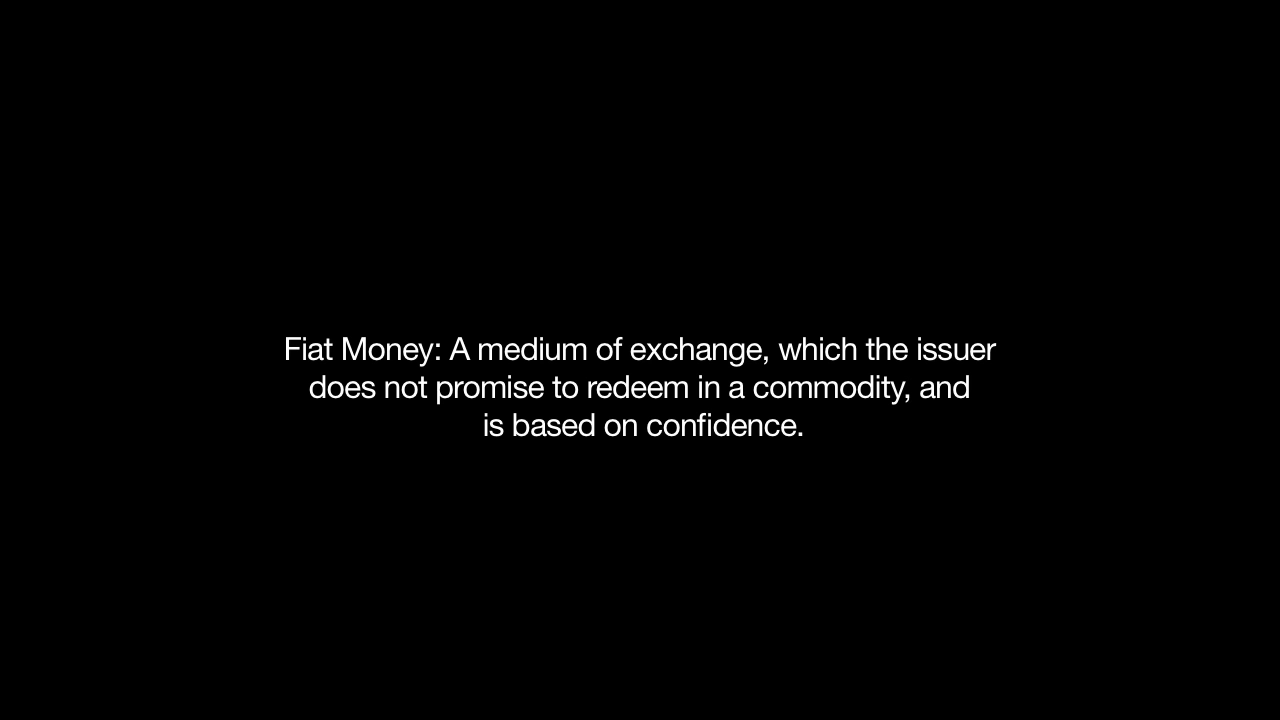 Fiat Money: A medium of exchange, which the issuer
does not promise to redeem in a commodity, and
is based on confidence.